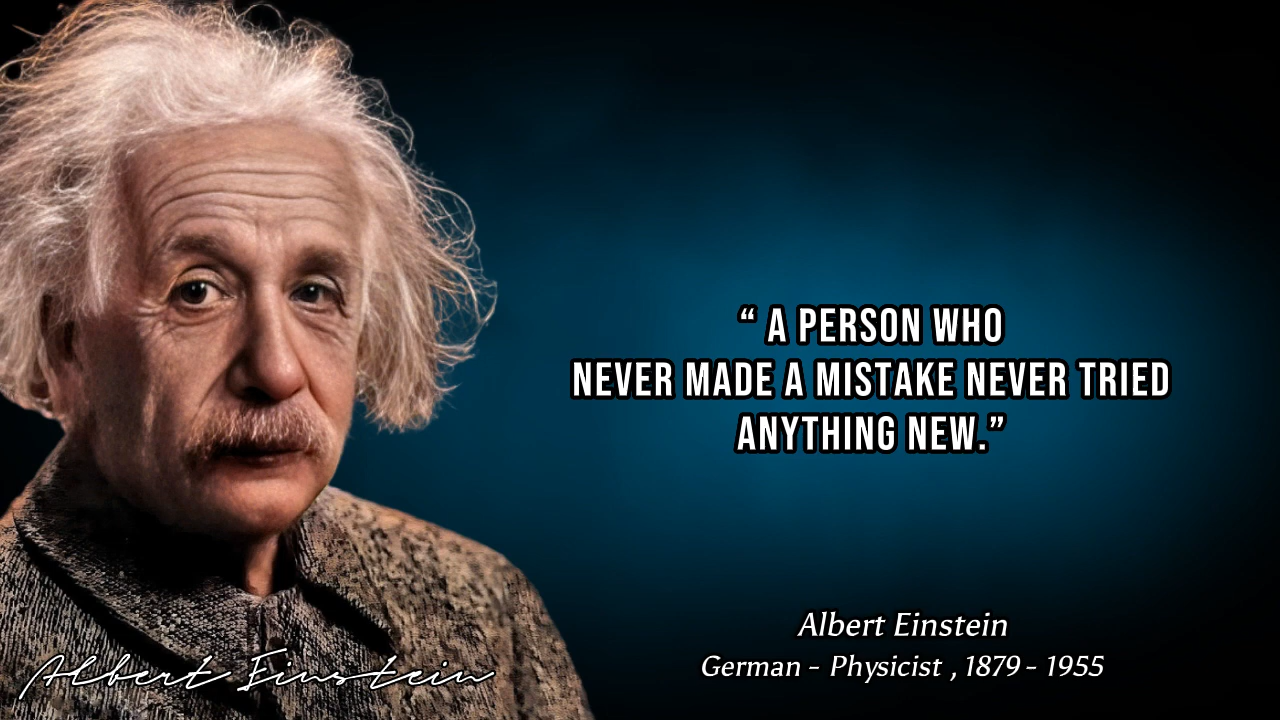 “ A PERSON WHO
NEVER MADE A MISTAKE NEVER TRIED
ANYTHING NEW.”
Albert Einstein
German - Physicist , 1879 - 1955
Albert Einstein